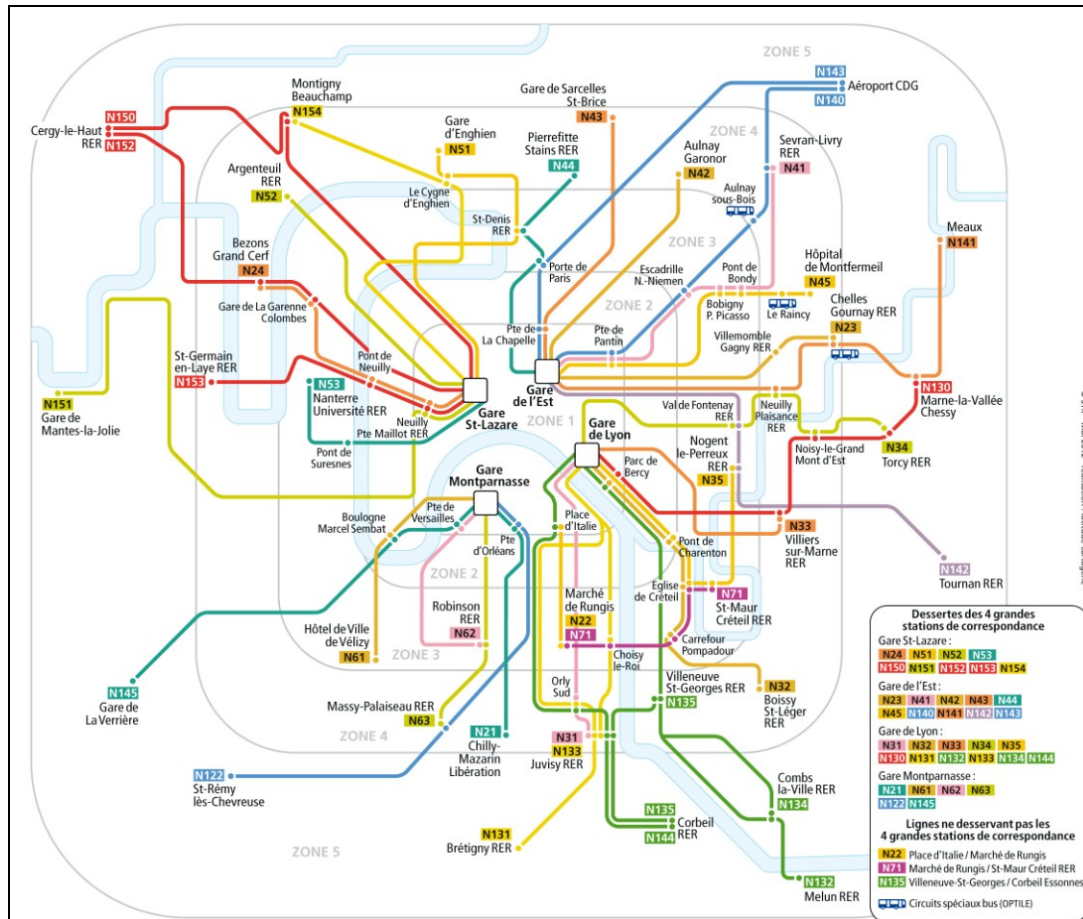 ZONE 5
N143
Aéroport CDG
N140
Montigny
Beauchamp
N154
Gare de Sarcelles
St-Brice
N43
N150
Cergy-le-Haut
RER
N152
Gare
d'Enghien
N51
Pierrefitte
Stains RER
N44
ZONE 4
Aulnay
Garonor
N42
Sevran-Livry
RER
N41
Argenteuil
RER
N52
Le Cygne
d'Enghien
Aulnay
sous-Bois
St-Denis
RER
Meaux
N141
Bezons
Grand Cerf
N24
ZONE 3
Porte de
Paris
Escadrille
N.-Niemen
Pont de
Bondy
Hôpital
de Montfermeil
N45
Gare de La Garenne
Colombes
ZONE 2
Bobigny
P. Picasso
Le Raincy
Chelles
Gournay RER
N23
Pte de
La Chapelle
Pte de
Pantin
Villemomble
Gagny RER
St-Germain
en-Laye RER
N153
Pont de
Neuilly
N53
Nanterre
Université RER
Gare
de l'Est
N130
Marne-la-Vallée
Chessy
N151
Gare de
Mantes-la-Jolie
Neuilly
Pte Maillot RER
Gare
St-Lazare
ZONE 1
Val de Fontenay
RER
Neuilly
Plaisance
RER
Pont de
Suresnes
Gare
de Lyon
Nogent
le-Perreux
RER
N35
Noisy-le-Grand
Mont d'Est
N34
Torcy RER
Gare
Montparnasse
Parc de
Bercy
Boulogne
Marcel Sembat
Pte de
Versailles
Pte
d'Orléans
Place
d'Italie
Pont de
Charenton
N33
Villiers
sur-Marne
RER
N142
Tournan RER
ZONE 2
Eglise
de Créteil
N71
St-Maur
Créteil RER
Robinson
RER
N62
Marché
de Rungis
N22
N71
Hôtel de Ville
de Vélizy
N61
ZONE 3
Choisy
le-Roi
Carrefour
Pompadour
N145
Gare de
La Verrière
Orly
Sud
Villeneuve
St-Georges RER
N135
N32
Boissy
St-Léger
RER
Massy-Palaiseau RER
N63
ZONE 4
N21
Chilly-
Mazarin
Libération
N31
N133
Juvisy RER
N122
St-Rémy
lès-Chevreuse
Combs
la-Ville RER
N134
N135
Corbeil
RER
N144
N131
Brétigny RER
ZONE 5
N132
Melun RER
Dessertes des 4 grandes
stations de correspondance
Gare St-Lazare :
N24 N51 N52 N53
N150 N151 N152 N153 N154
Gare de l'Est :
N23 N41 N42 N43 N44
N45 N140 N141 N142 N143
Gare de Lyon :
N31 N32 N33 N34 N35
N130 N131 N132 N133 N134 N144
Gare Montparnasse :
N21 N61 N62 N63
N122 N145
Lignes ne desservant pas les
4 grandes stations de correspondance
N22 Place d'Italie / Marché de Rungis
N71 Marché de Rungis / St-Maur Créteil RER
N135 Villeneuve-St-Georges / Corbeil Essonnes
Circuits spéciaux bus (OPTILE)